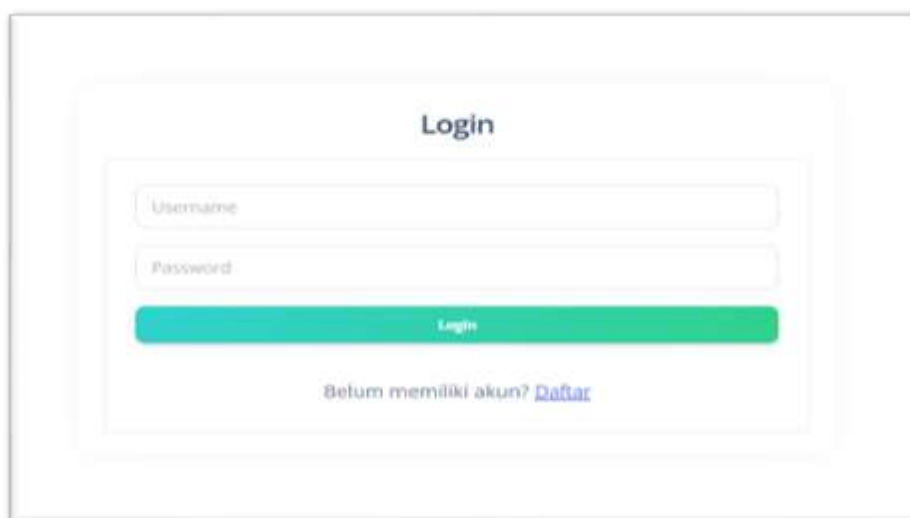 Login
Username
Password
Login
Belum memiliki akun? Daftar